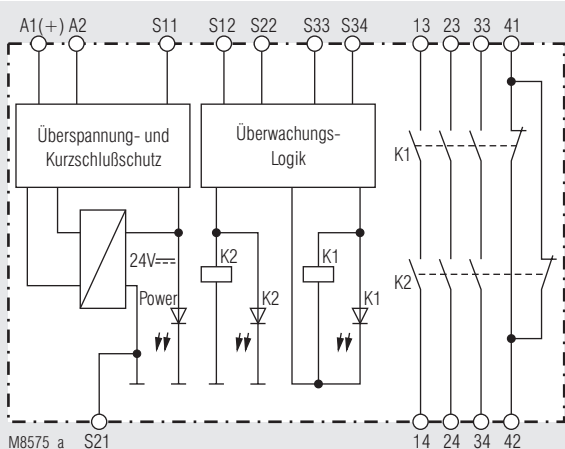 A1(+) A2 S11 S12 S22 S33 S34 13 23 33 41
Überspannung- und
Kurzschlußschutz
Überwachungs-
Logik
K1
24V
K2
K1
Power
K2
K1
K2
M8575_a
S21
14 24 34 42